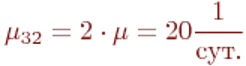 μ₃₂ = 2 · μ = 20 1/сут.